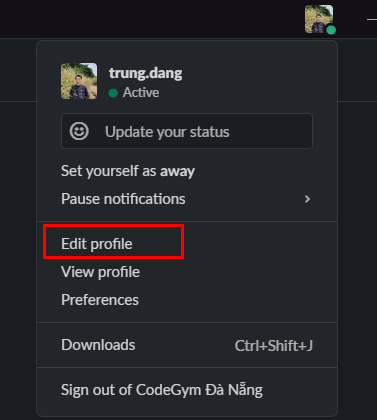 trung.dang
Active
Update your status
Set yourself as away
Pause notifications
Edit profile
View profile
Preferences
Downloads Ctrl+Shift+J
Sign out of CodeGym Đà Nẵng